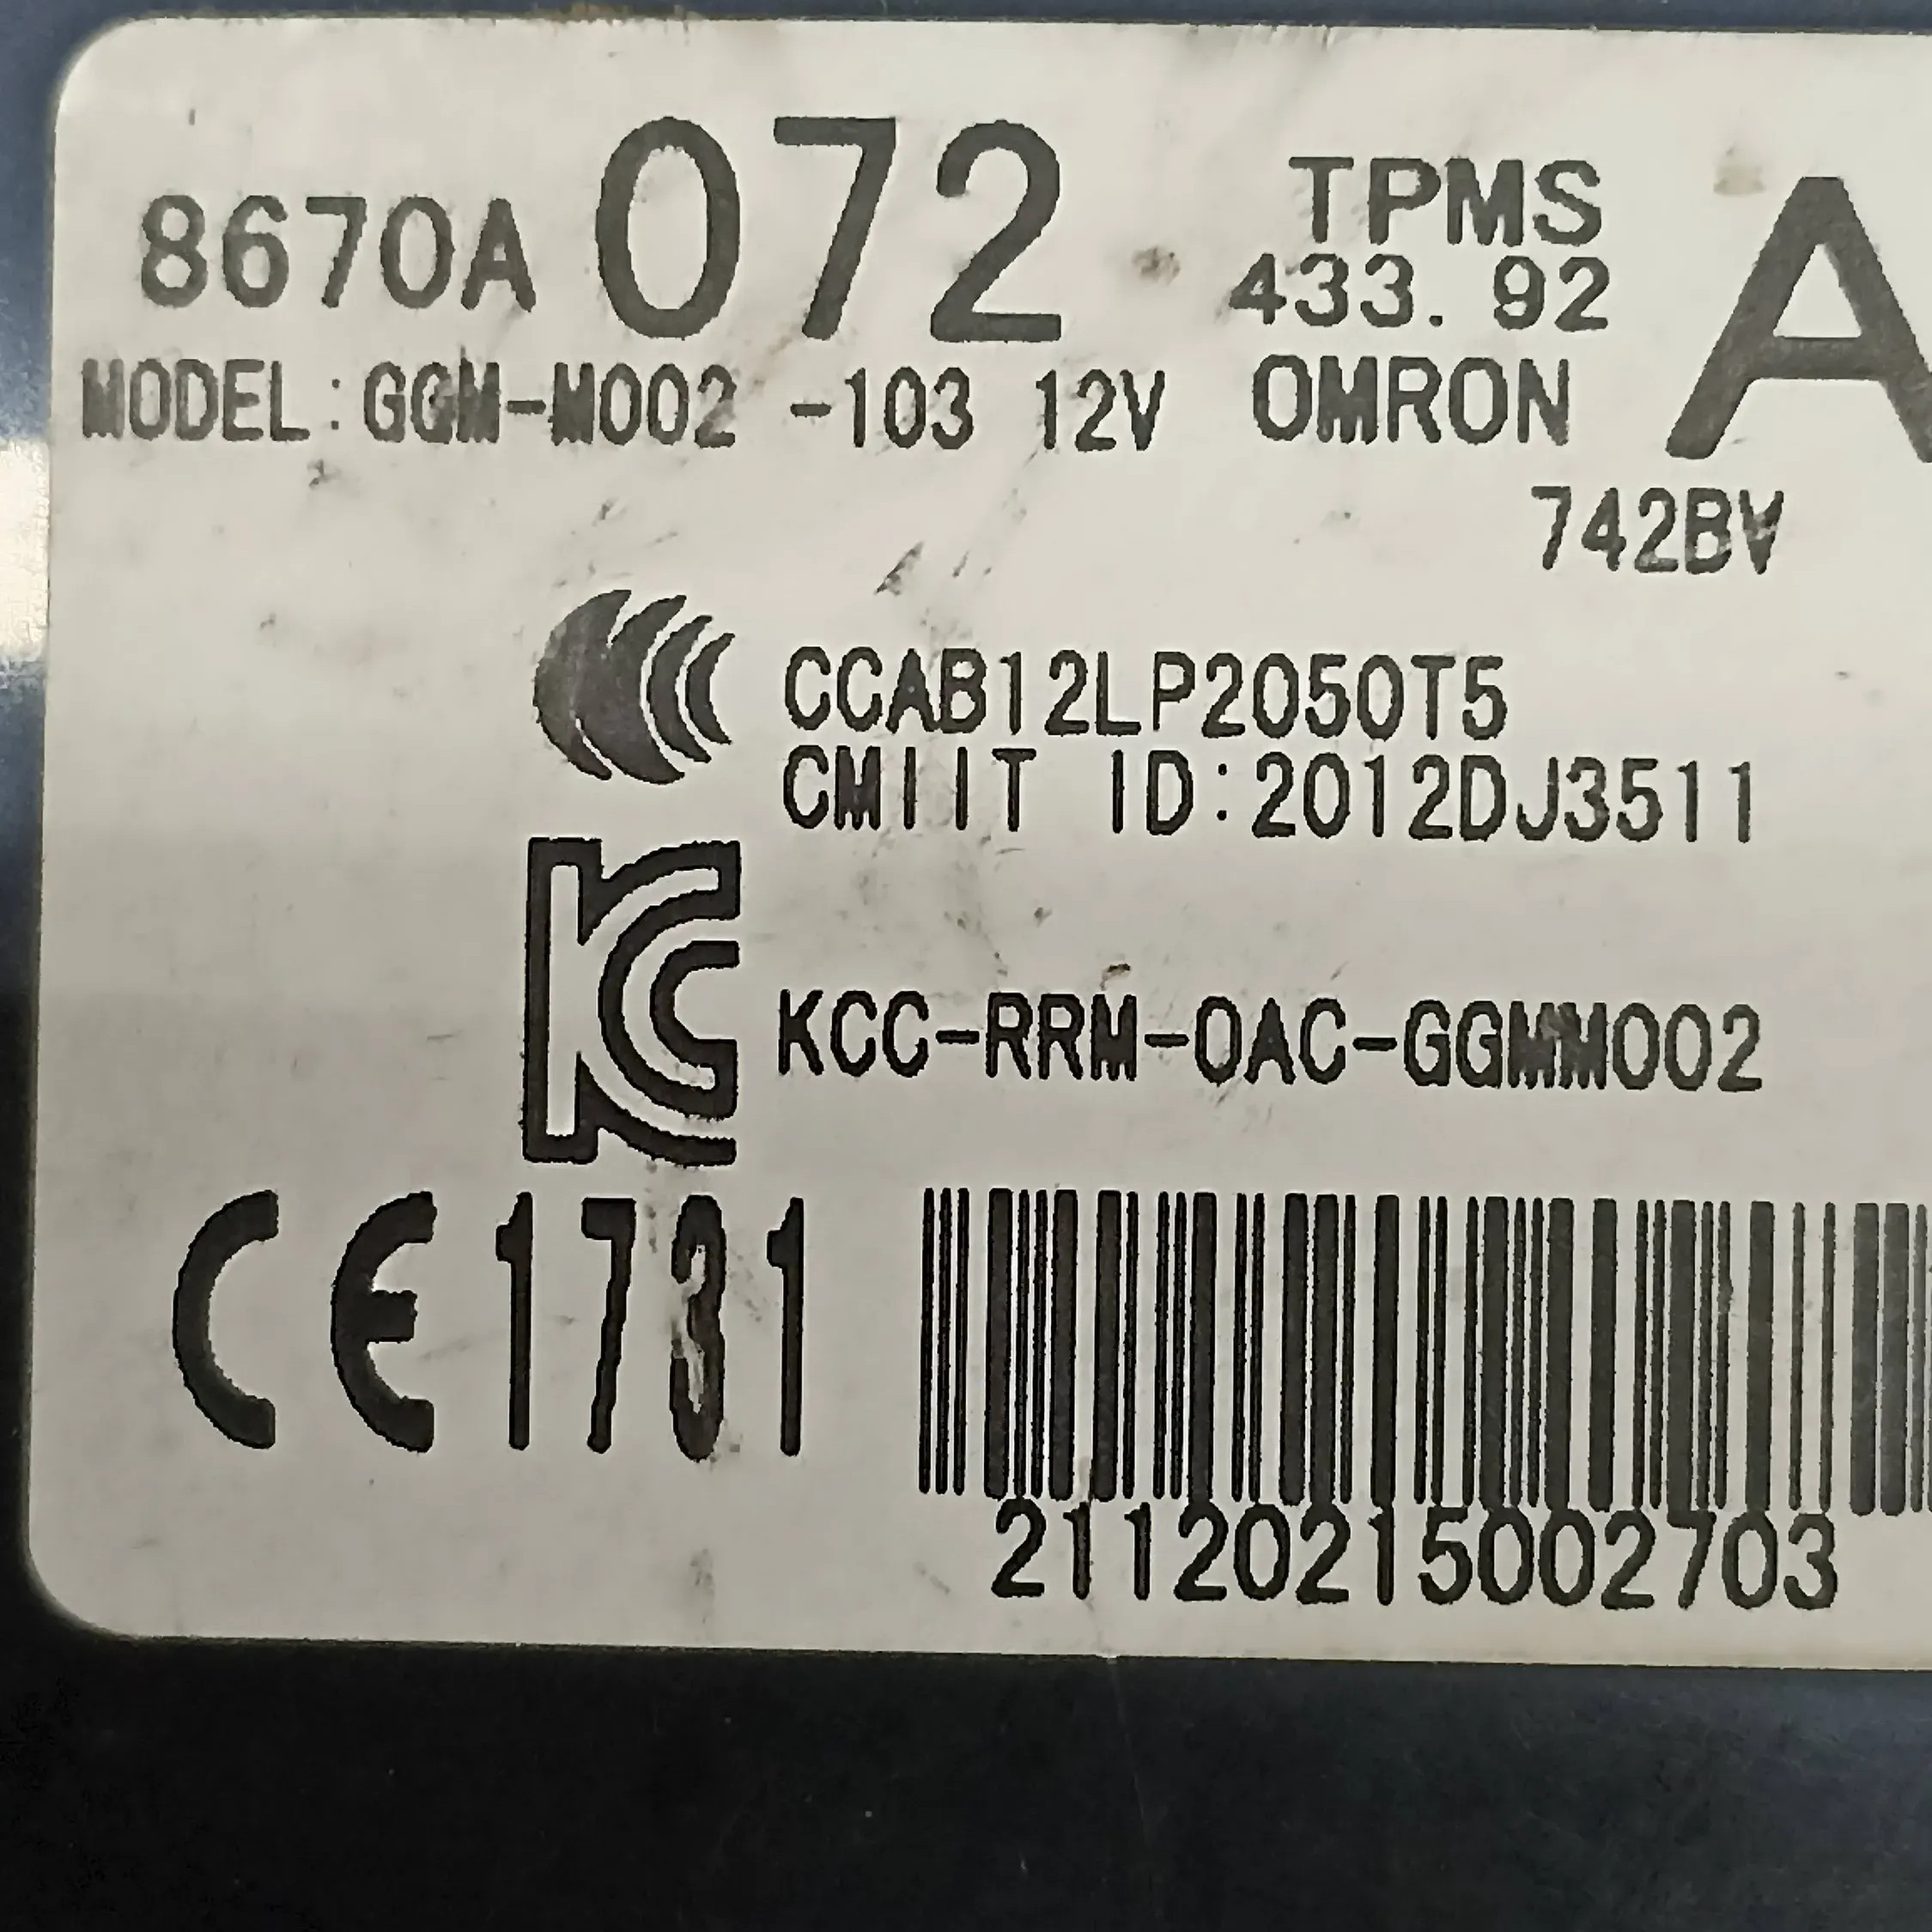 8670A 072 TPMS A
433.92
MODEL:GGM-M002 -103 12V OMRON
742BV
CCAB12LP2050T5
CMIIT ID:2012DJ3511
KC KCC-RRM-OAC-GGMM002
CE1731
21120215002703